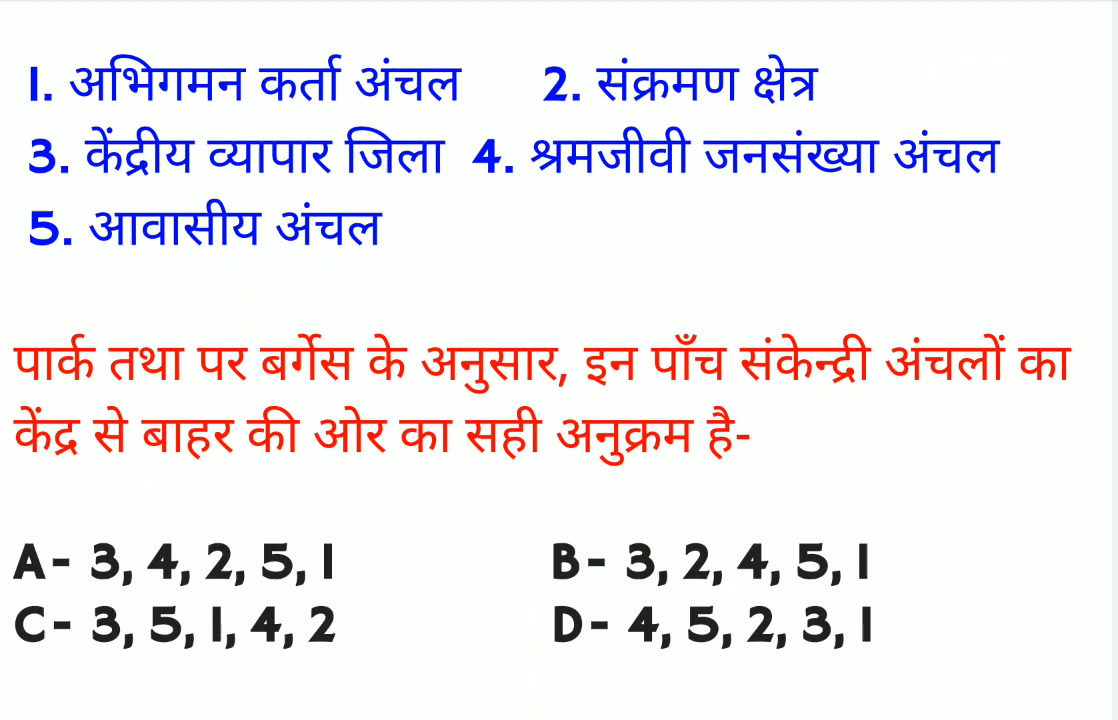 1. अभिगमन कर्ता अंचल 2. संक्रमण क्षेत्र
3. केंद्रीय व्यापार जिला 4. श्रमजीवी जनसंख्या अंचल
5. आवासीय अंचल
पार्क तथा पर बर्गेस के अनुसार, इन पाँच संकेन्द्री अंचलों का
केंद्र से बाहर की ओर का सही अनुक्रम है-
A- 3, 4, 2, 5, 1 B- 3, 2, 4, 5, 1
C- 3, 5, 1, 4, 2 D- 4, 5, 2, 3, 1